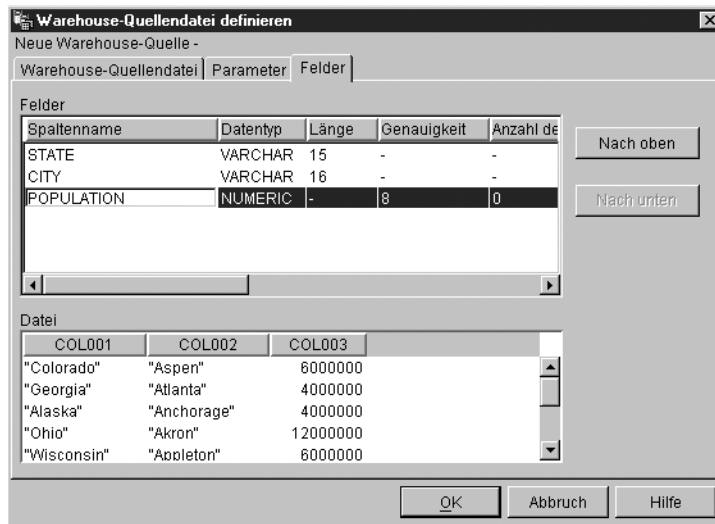 Warehouse-Quellendatei definieren
Neue Warehouse-Quelle -
Warehouse-Quellendatei Parameter Felder
Felder
Spaltenname Datentyp Länge Genauigkeit Anzahl de
STATE VARCHAR 15 - -
CITY VARCHAR 16 - -
POPULATION NUMERIC - 8 0
Nach oben
Nach unten
Datei
COL001 COL002 COL003
"Colorado" "Aspen" 6000000
"Georgia" "Atlanta" 4000000
"Alaska" "Anchorage" 4000000
"Ohio" "Akron" 12000000
"Wisconsin" "Appleton" 6000000
OK Abbruch Hilfe